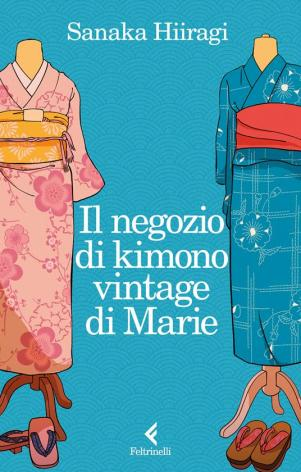 Sanaka Hiiragi
Il negozio
di kimono
vintage
di Marie
Feltrinelli